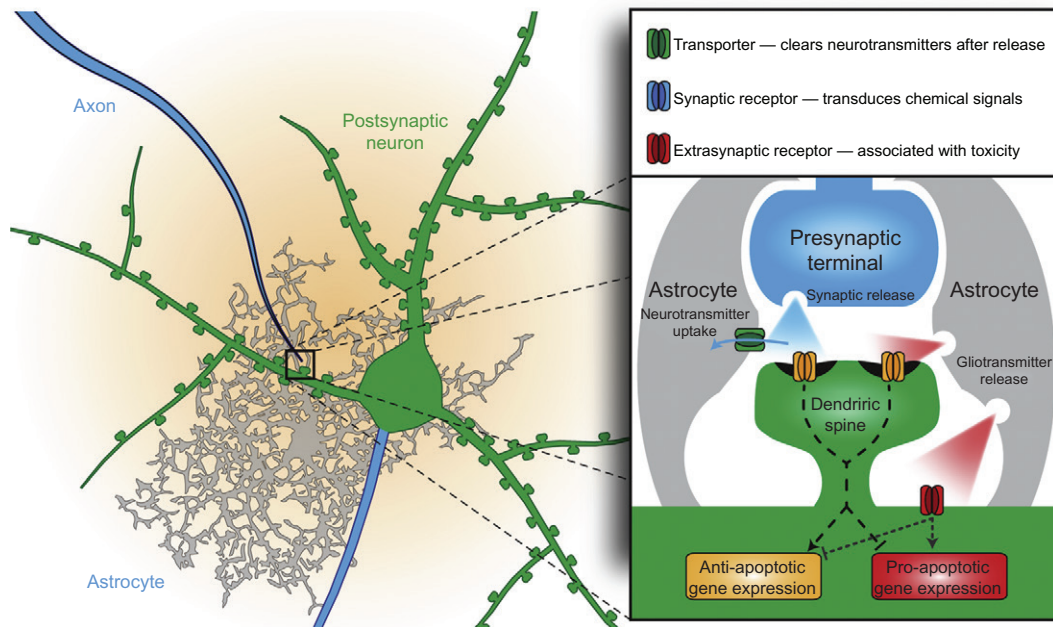 Axon
Postsynaptic
neuron
Astrocyte
Transporter — clears neurotransmitters after release
Synaptic receptor — transduces chemical signals
Extrasynaptic receptor — associated with toxicity
Presynaptic
terminal
Synaptic release
Astrocyte
Neurotransmitter
uptake
Astrocyte
Gliotransmitter
release
Dendriric
spine
Anti-apoptotic
gene expression
Pro-apoptotic
gene expression